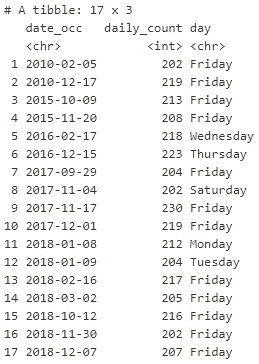 # A tibble: 17 x 3
date_occ daily_count day
<chr> <int> <chr>
1 2010-02-05 202 Friday
2 2010-12-17 219 Friday
3 2015-10-09 213 Friday
4 2015-11-20 208 Friday
5 2016-02-17 218 Wednesday
6 2016-12-15 223 Thursday
7 2017-09-29 204 Friday
8 2017-11-04 202 Saturday
9 2017-11-17 230 Friday
10 2017-12-01 219 Friday
11 2018-01-08 212 Monday
12 2018-01-09 204 Tuesday
13 2018-02-16 217 Friday
14 2018-03-02 205 Friday
15 2018-10-12 216 Friday
16 2018-11-30 202 Friday
17 2018-12-07 207 Friday